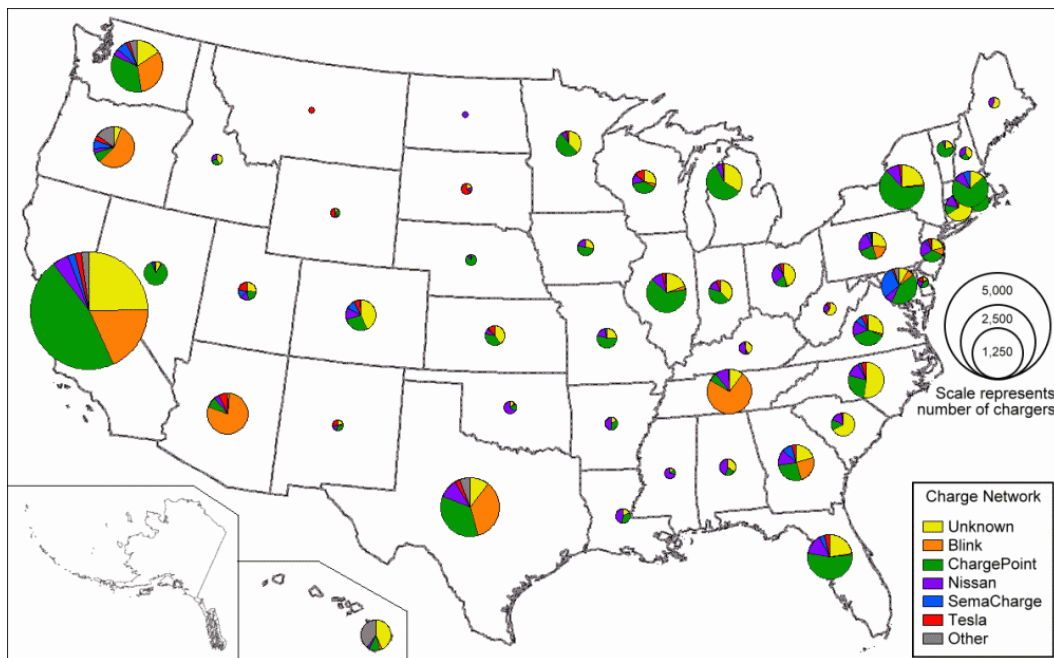 5,000
2,500
1,250
Scale represents
number of chargers
Charge Network
Unknown
Blink
ChargePoint
Nissan
SemaCharge
Tesla
Other